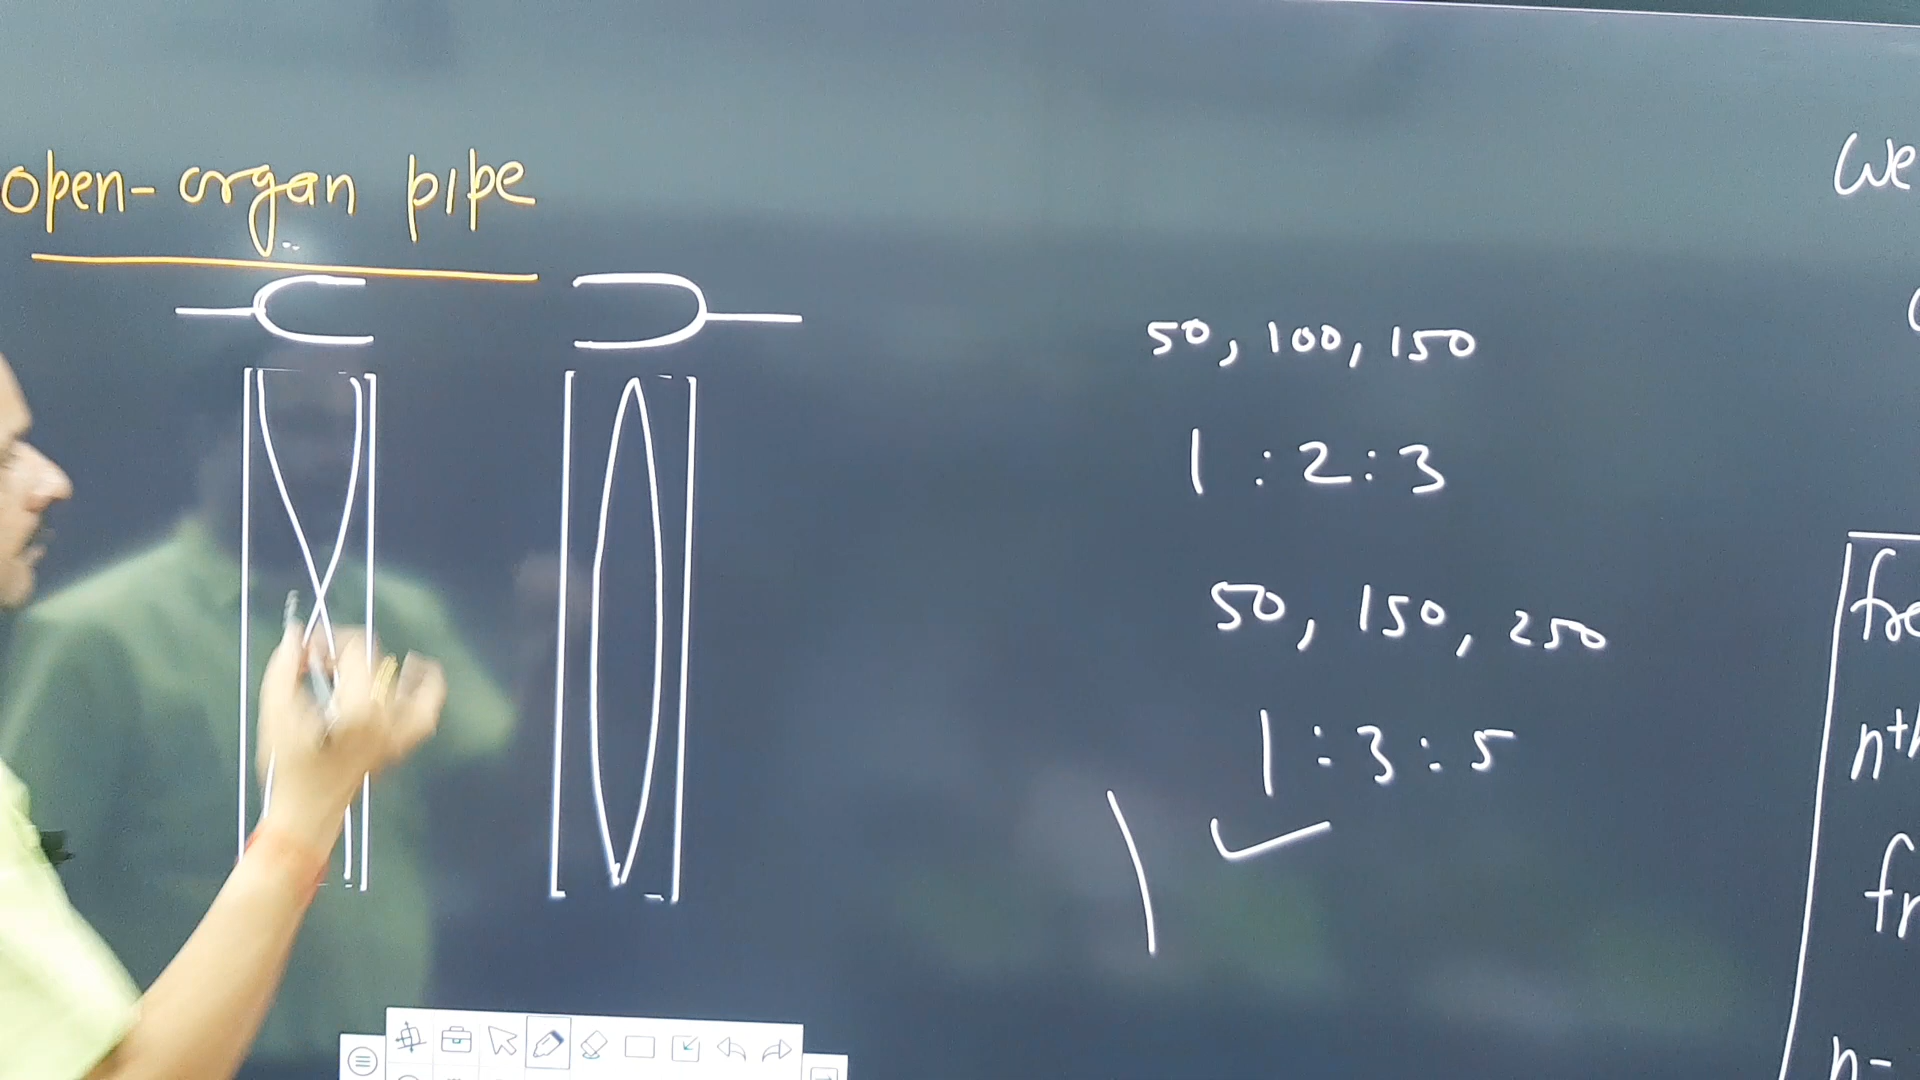 open-organ pipe
50, 100, 150
1 : 2 : 3
50, 150, 250
1 : 3 : 5
We
fre
nth
fr
n-